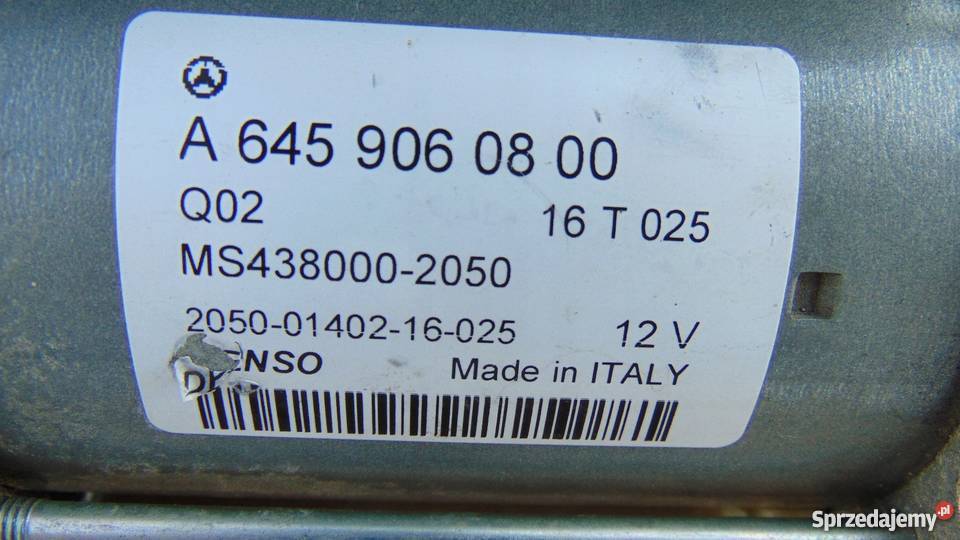 A 645 906 08 00
Q02 16 T 025
MS438000-2050
2050-01402-16-025 12 V
Made in ITALY
Sprzedajemy.pl